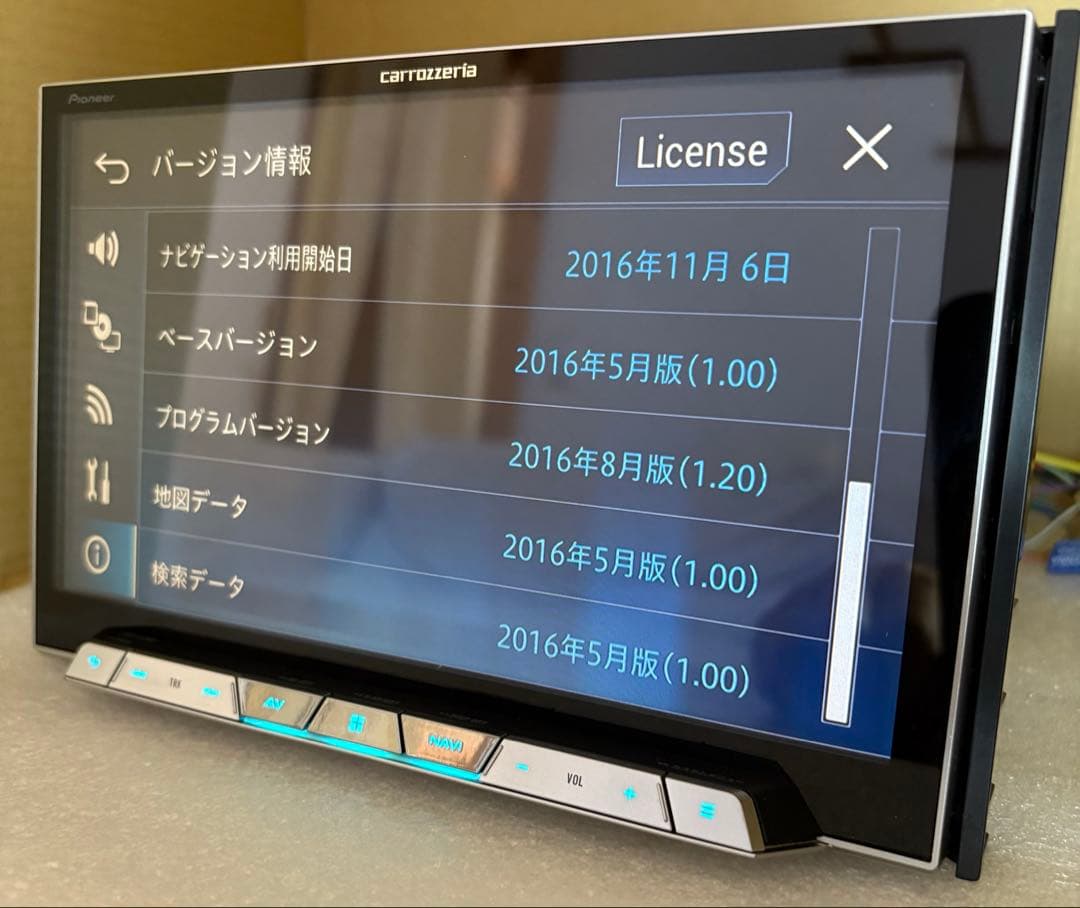 carrozzeria
Pioneer
バージョン情報
License
ナビゲーション利用開始日
2016年11月 6日
ベースバージョン
2016年5月版(1.00)
プログラムバージョン
2016年8月版(1.20)
地図データ
2016年5月版(1.00)
検索データ
2016年5月版(1.00)
TRK
AV
NAVI
VOL